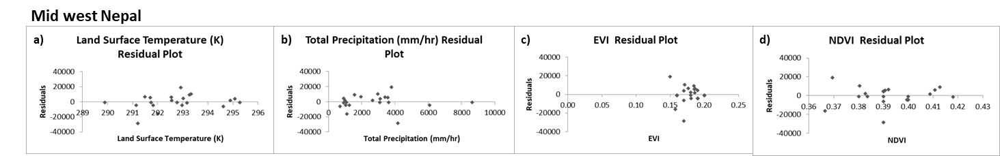 Mid west Nepal
a) Land Surface Temperature (K)
Residual Plot
40000
20000
0
-20000
-40000
Residuals
289 290 291 292 293 294 295 296
Land Surface Temperature (K)
b) Total Precipitation (mm/hr) Residual
Plot
40000
20000
0
-20000
-40000
Residuals
0 2000 4000 6000 8000 10000
Total Precipitation (mm/hr)
c) EVI Residual Plot
40000
20000
0
-20000
-40000
Residuals
0.00 0.05 0.10 0.15 0.20 0.25
EVI
d) NDVI Residual Plot
40000
20000
0
-20000
-40000
Residuals
0.36 0.37 0.38 0.39 0.40 0.41 0.42 0.43
NDVI